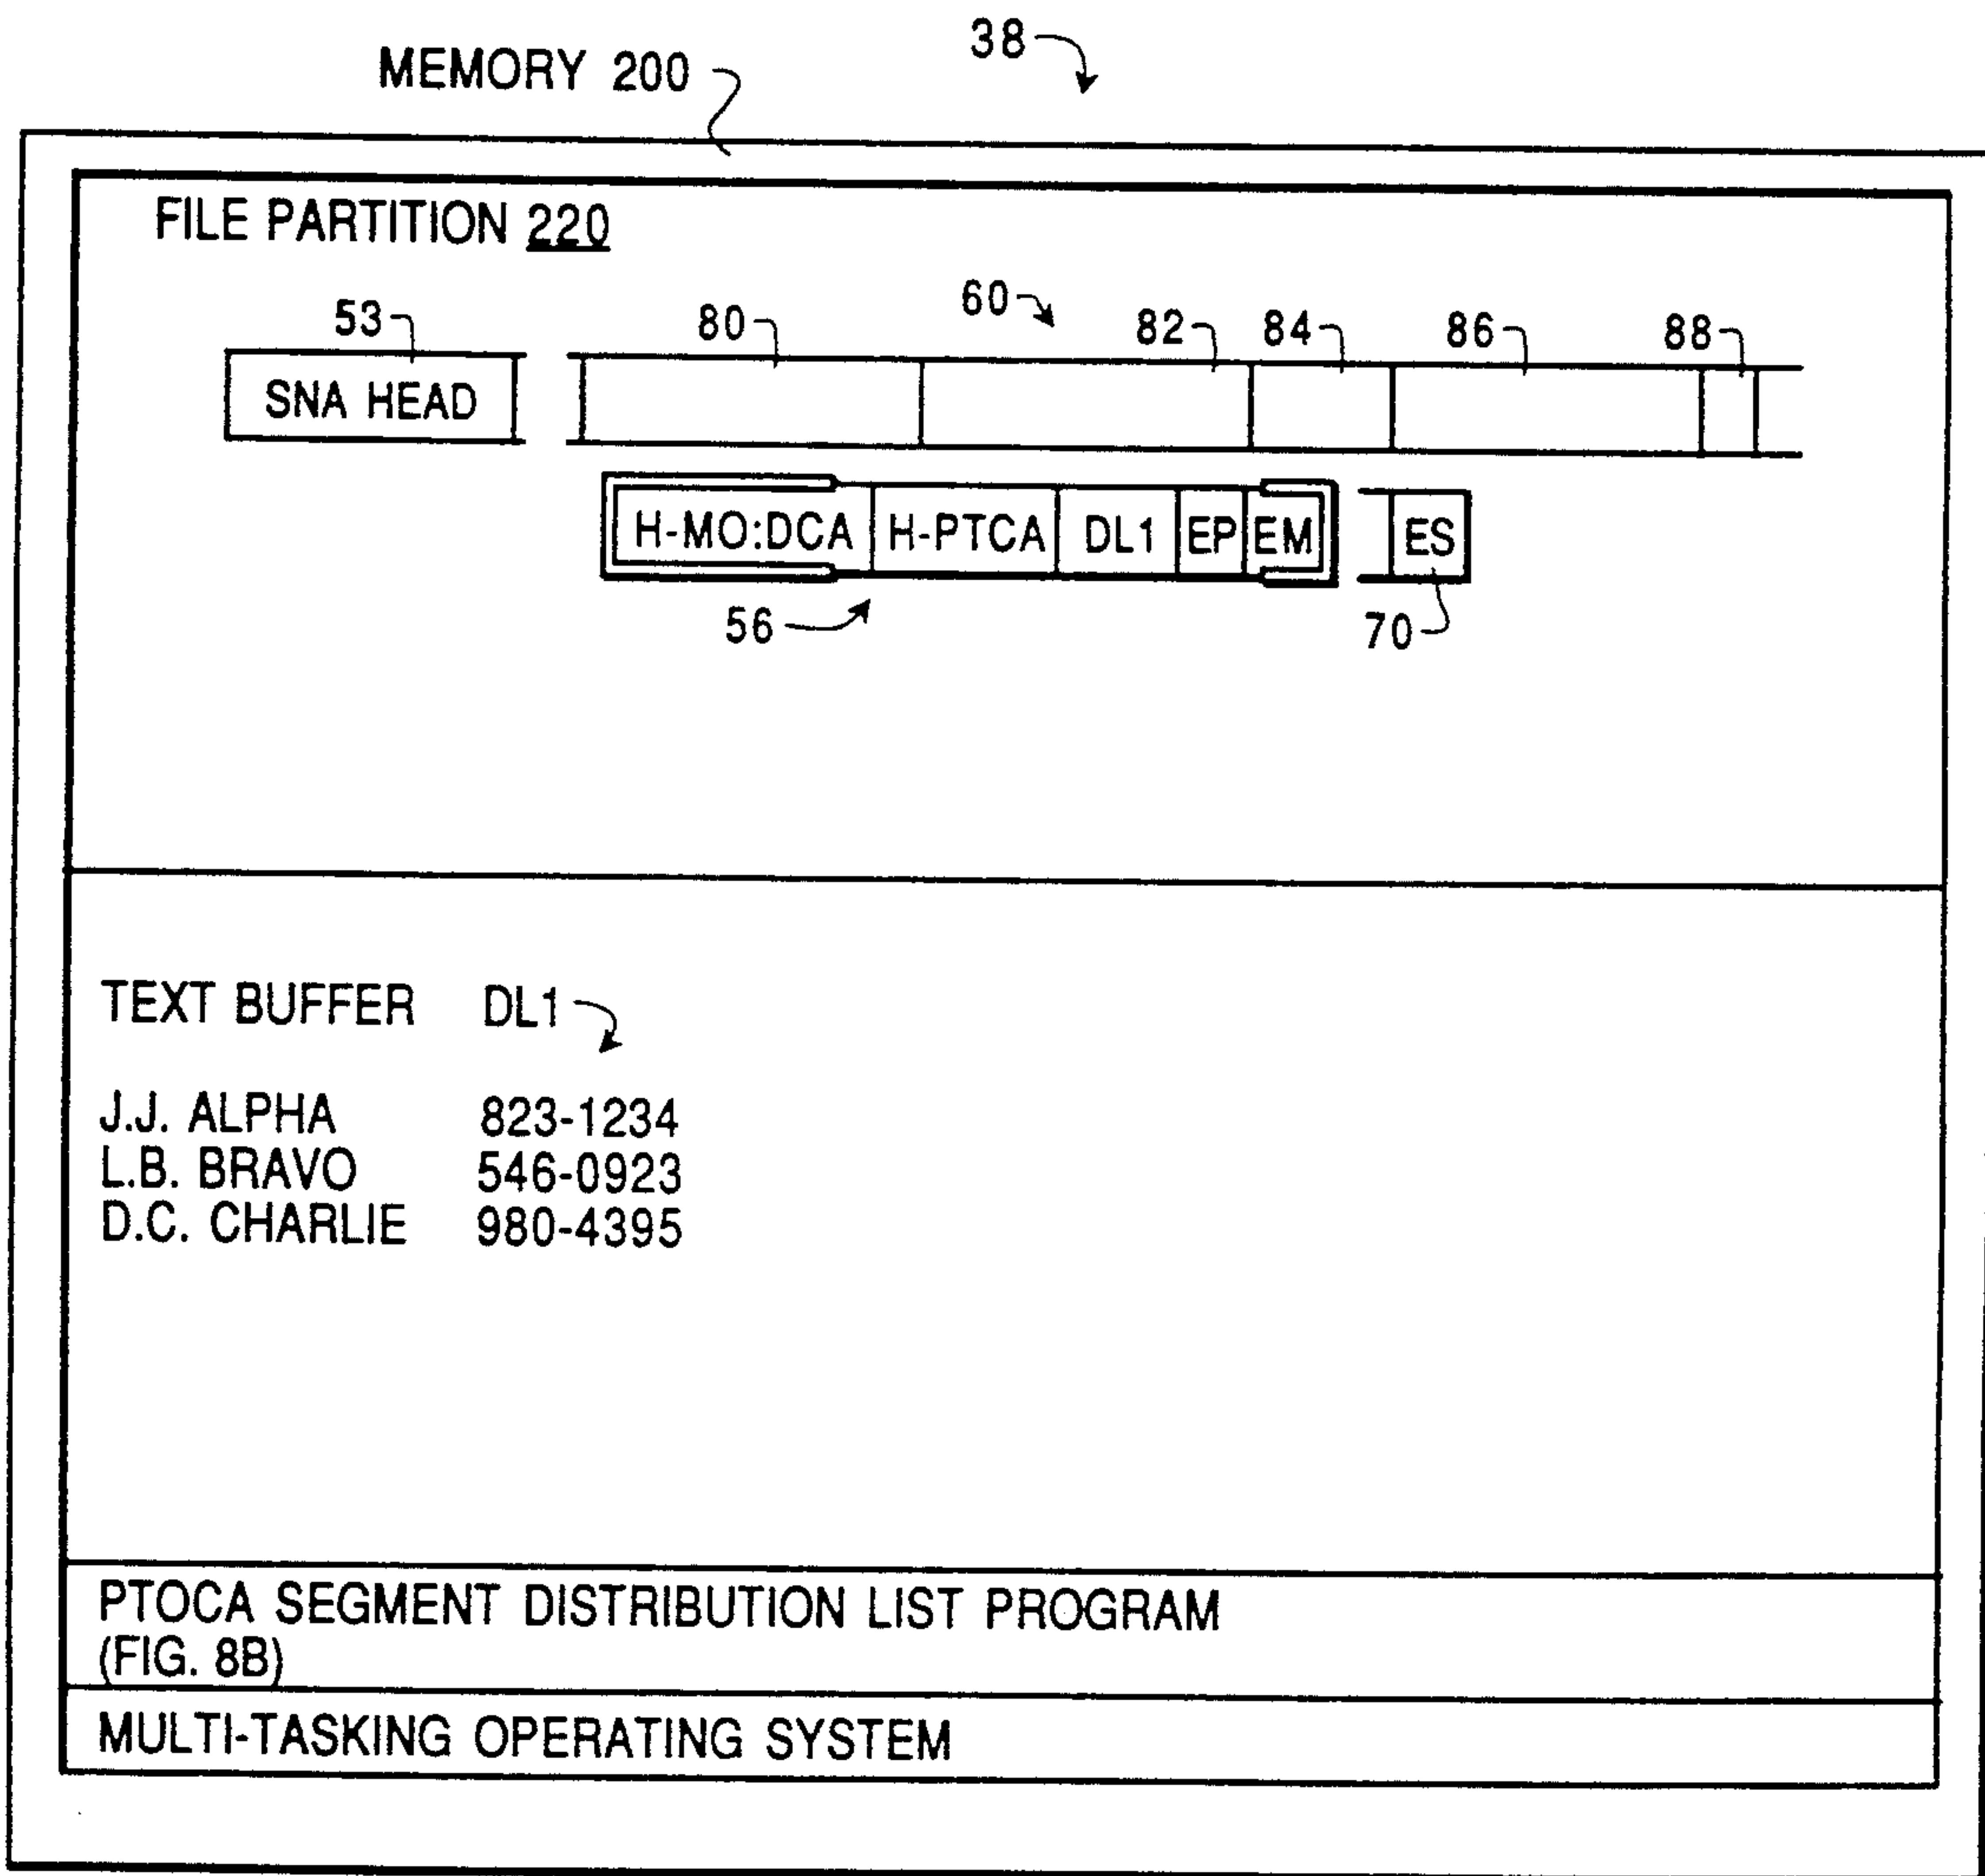 38
MEMORY 200
FILE PARTITION 220
53 80 60 82 84 86 88
SNA HEAD
H-MO:DCA H-PTCA DL1 EP EM ES
56 70
TEXT BUFFER DL1
J.J. ALPHA 823-1234
L.B. BRAVO 546-0923
D.C. CHARLIE 980-4395
PTOCA SEGMENT DISTRIBUTION LIST PROGRAM
(FIG. 8B)
MULTI-TASKING OPERATING SYSTEM